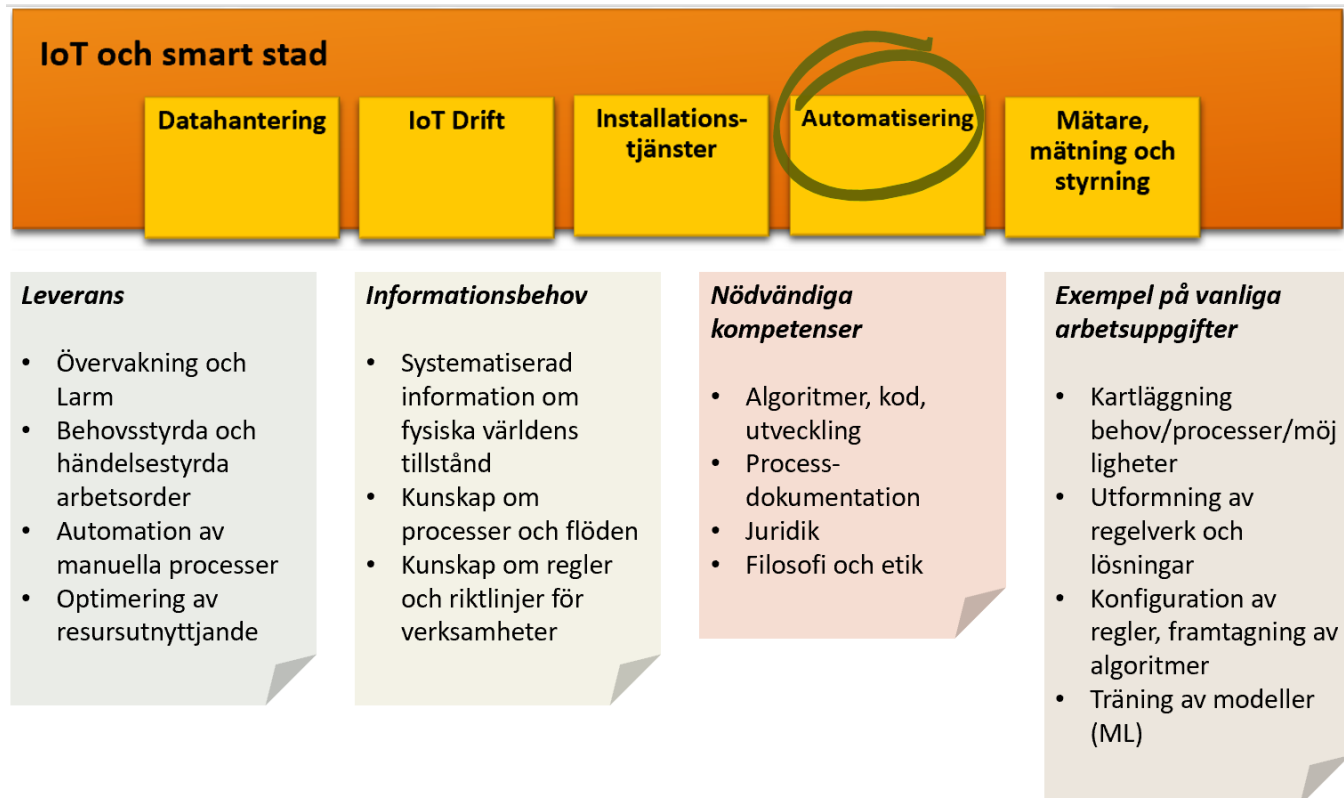 IoT och smart stad
Datahantering
IoT Drift
Installations-
tjänster
Automatisering
Mätare,
mätning och
styrning
Leverans
• Övervakning och
Larm
• Behovsstyrda och
händelsestyrda
arbetsorder
• Automation av
manuella processer
• Optimering av
resursutnyttjande
Informationsbehov
• Systematiserad
information om
fysiska världens
tillstånd
• Kunskap om
processer och flöden
• Kunskap om regler
och riktlinjer för
verksamheter
Nödvändiga
kompetenser
• Algoritmer, kod,
utveckling
• Process-
dokumentation
• Juridik
• Filosofi och etik
Exempel på vanliga
arbetsuppgifter
• Kartläggning
behov/processer/möj
ligheter
• Utformning av
regelverk och
lösningar
• Konfiguration av
regler, framtagning av
algoritmer
• Träning av modeller
(ML)